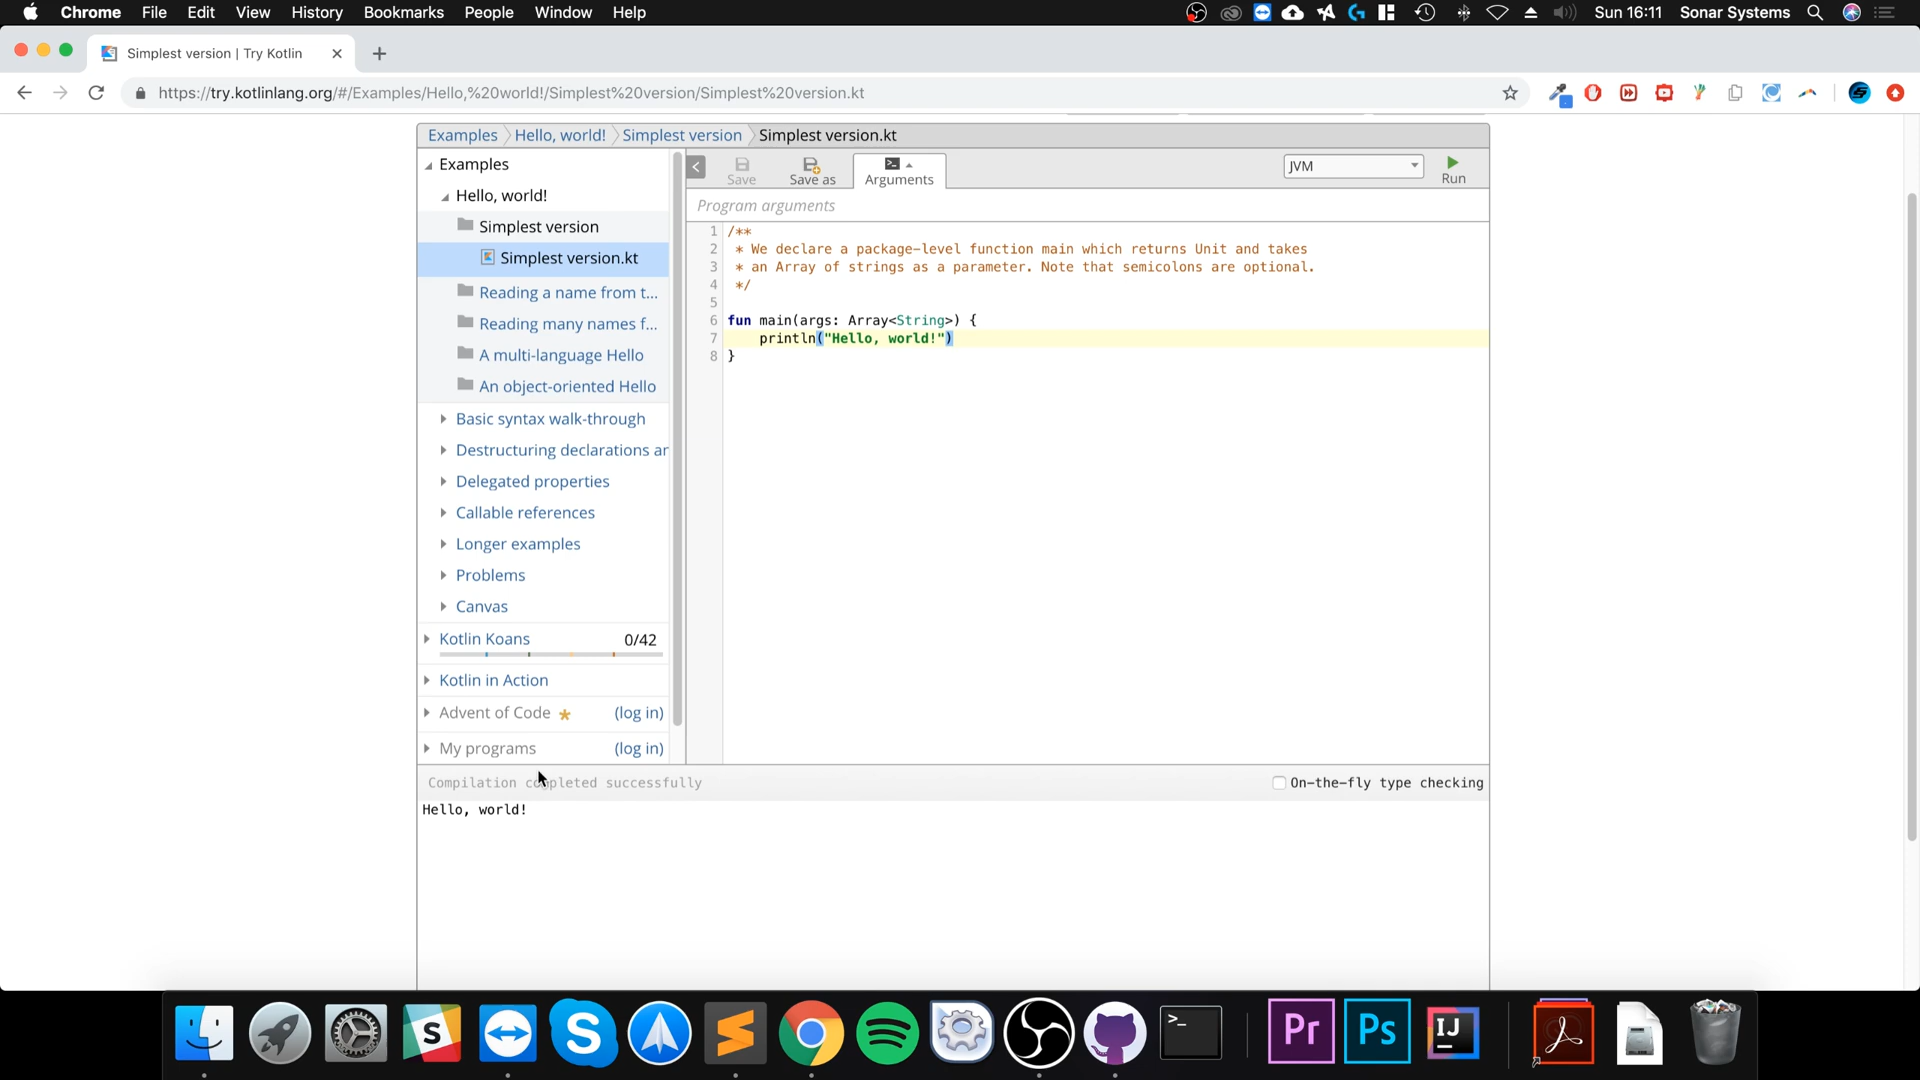 Chrome File Edit View History Bookmarks People Window Help Sun 16:11 Sonar Systems
Simplest version | Try Kotlin
https://try.kotlinlang.org/#/Examples/Hello,%20world!/Simplest%20version/Simplest%20version.kt
Examples Hello, world! Simplest version Simplest version.kt
Examples
Hello, world!
Simplest version
Simplest version.kt
Reading a name from t...
Reading many names f...
A multi-language Hello
An object-oriented Hello
Basic syntax walk-through
Destructuring declarations ar
Delegated properties
Callable references
Longer examples
Problems
Canvas
Kotlin Koans 0/42
Kotlin in Action
Advent of Code (log in)
My programs (log in)
Save Save as Arguments JVM Run
Program arguments
1 /**
2 * We declare a package-level function main which returns Unit and takes
3 * an Array of strings as a parameter. Note that semicolons are optional.
4 */
5
6 fun main(args: Array<String>) {
7 println("Hello, world!")
8 }
Compilation completed successfully On-the-fly type checking
Hello, world!
S S >_ Pr Ps IJ